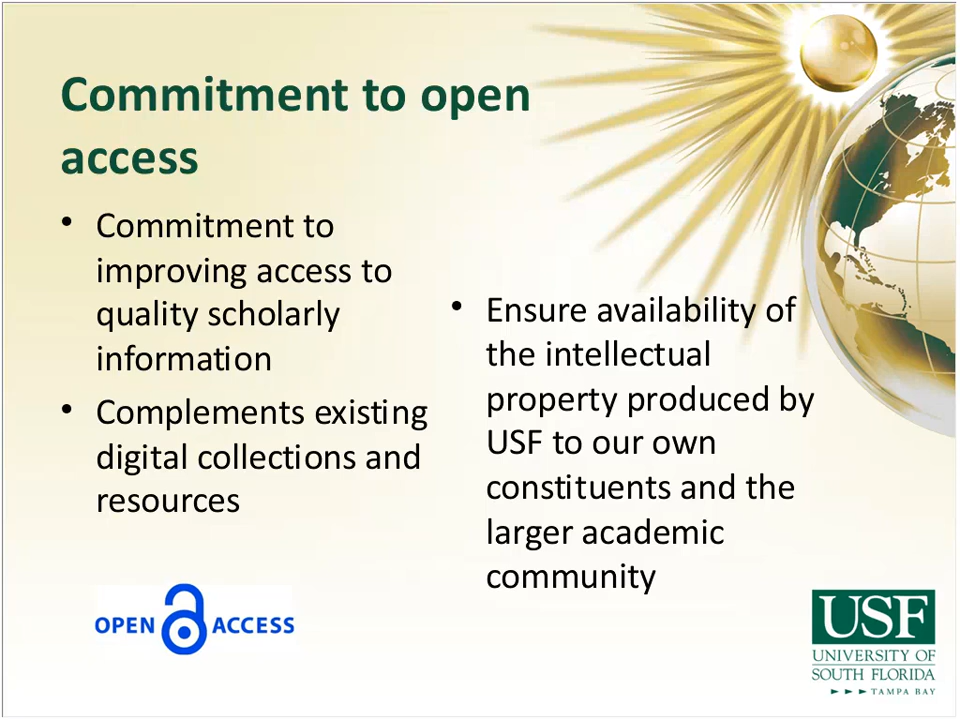 Commitment to open
access
• Commitment to
improving access to
quality scholarly
information
• Complements existing
digital collections and
resources
• Ensure availability of
the intellectual
property produced by
USF to our own
constituents and the
larger academic
community
OPEN ACCESS
USF
UNIVERSITY OF
SOUTH FLORIDA
►►► TAMPA BAY